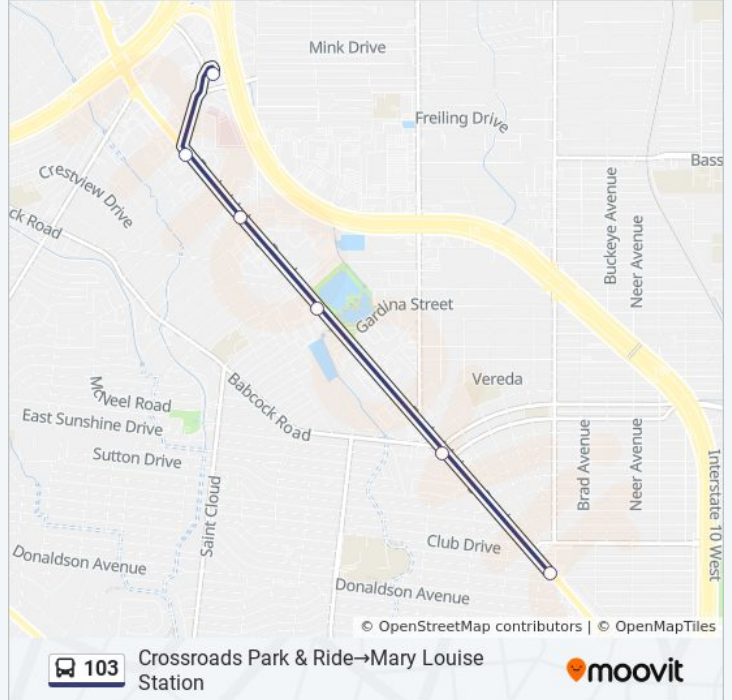 Mink Drive
Freiling Drive
Bass
Crestview Drive
ck Road
Buckeye Avenue
Neer Avenue
Gardina Street
Vereda
McNeel Road
Babcock Road
East Sunshine Drive
Sutton Drive
Saint Cloud
Brad Avenue
Neer Avenue
Interstate 10 West
Club Drive
Donaldson Avenue
Donaldson Avenue
© OpenStreetMap contributors | © OpenMapTiles
103
Crossroads Park & Ride→Mary Louise
Station
moovit